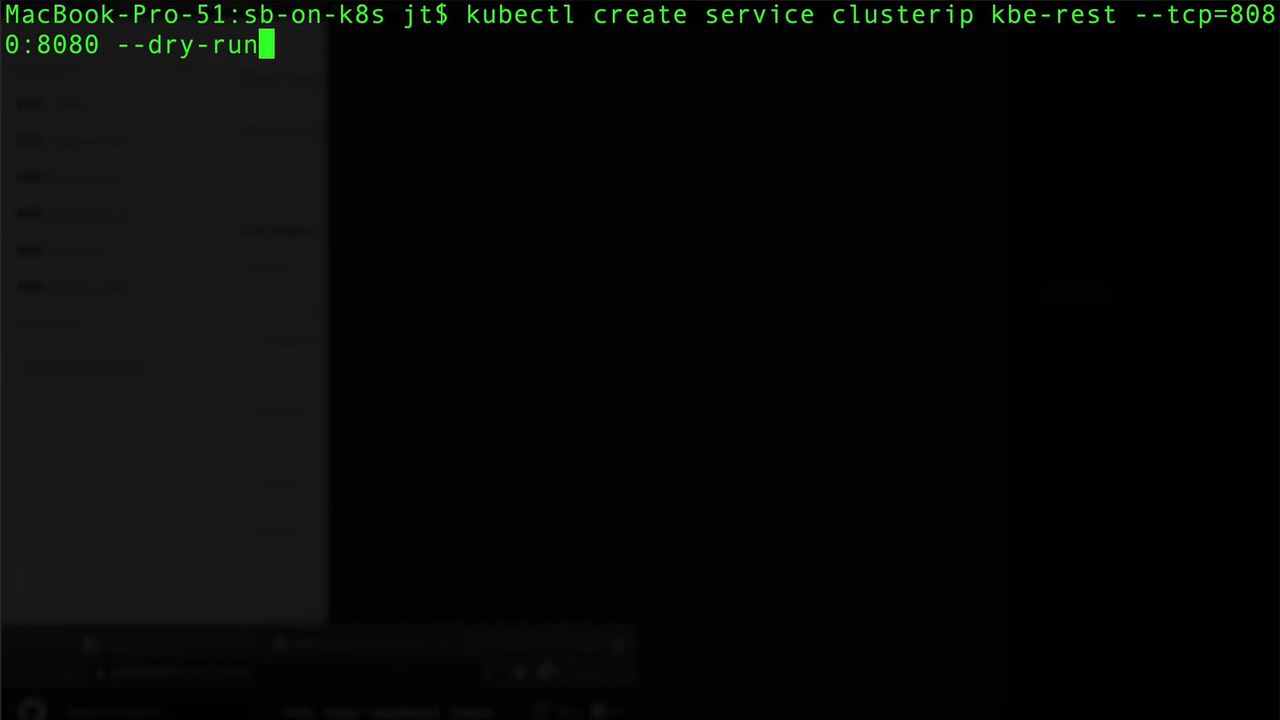 MacBook-Pro-51:sb-on-k8s jt$ kubectl create service clusterip kbe-rest --tcp=808
0:8080 --dry-run